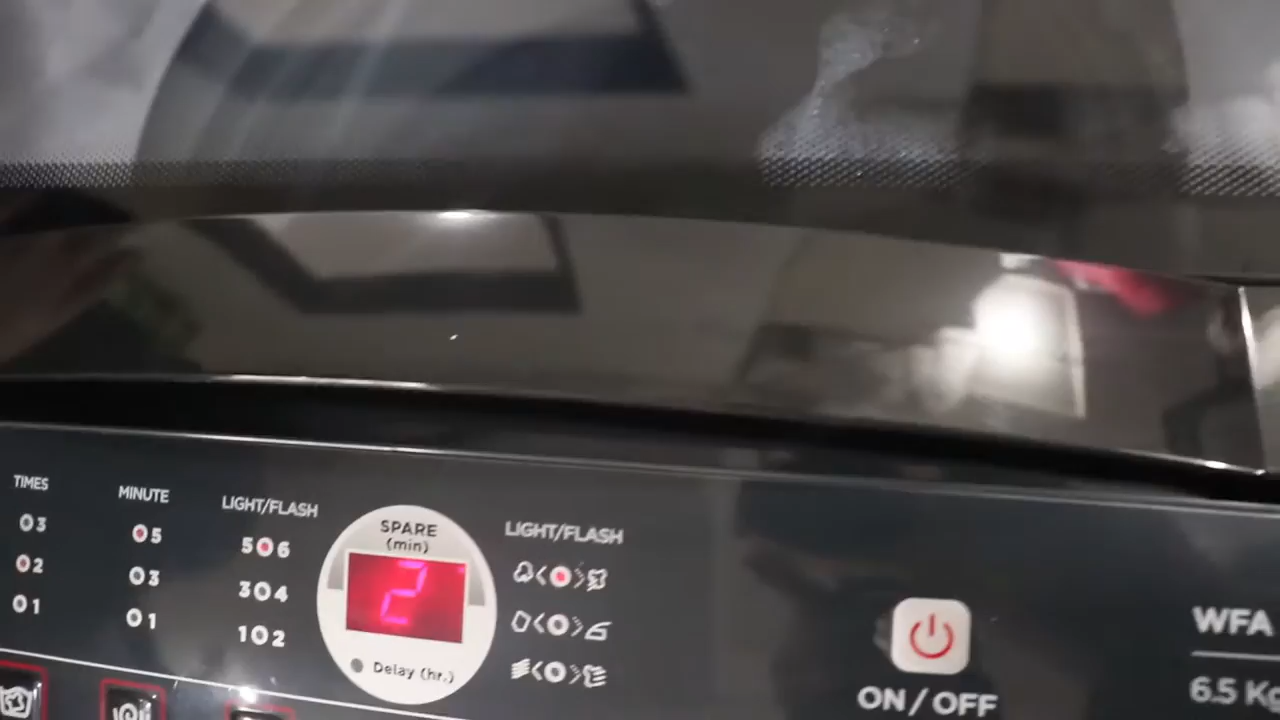 TIMES
3
2
1
MINUTE
5
3
1
LIGHT/FLASH
5 6
3 4
1 2
SPARE
(min)
2
Delay (hr.)
LIGHT/FLASH
ON / OFF
WFA
6.5 Kg